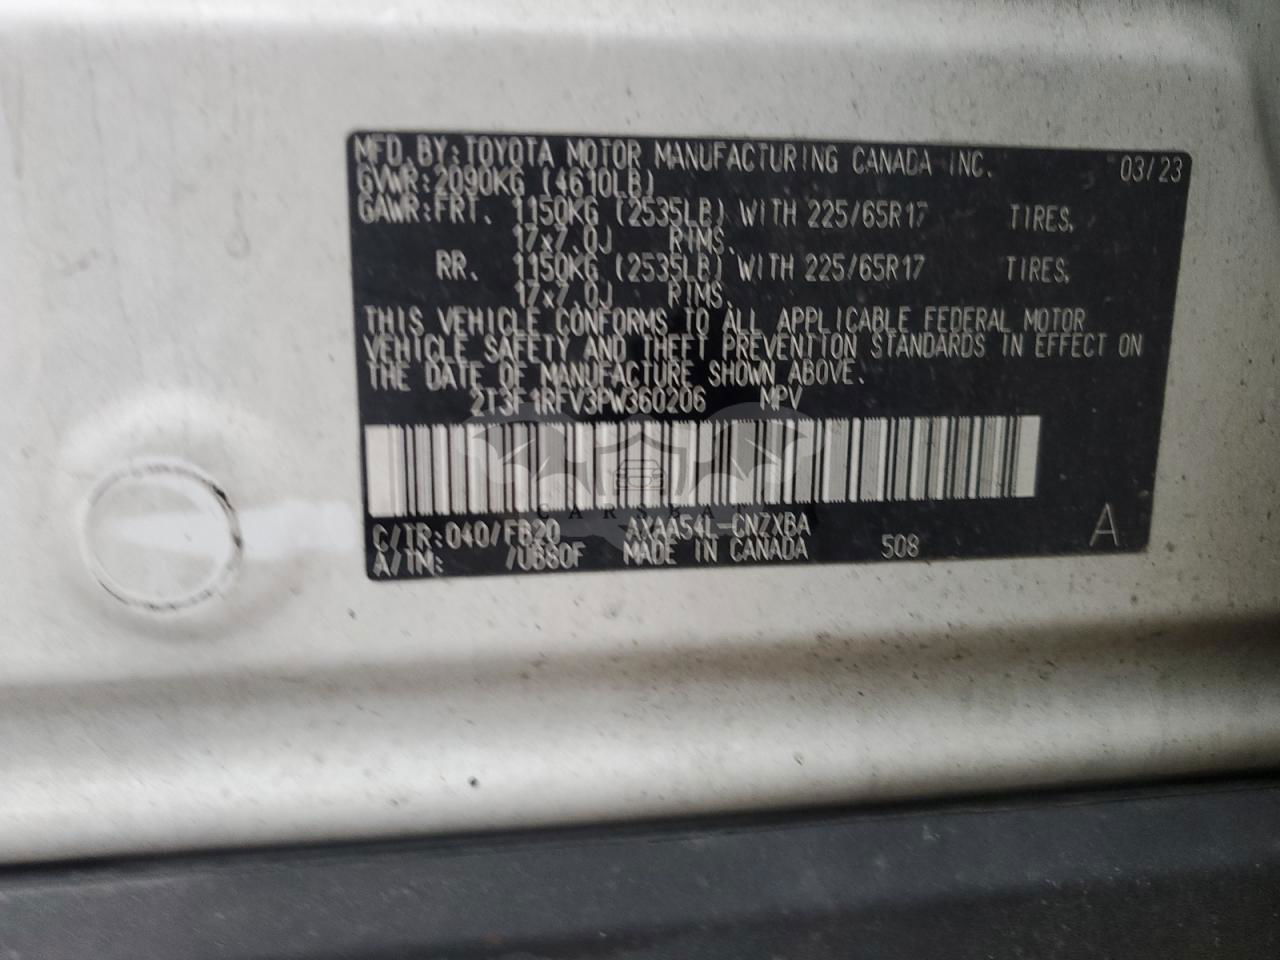 MFD. BY: TOYOTA MOTOR MANUFACTURING CANADA INC. 03/23
GVWR: 2090KG (4610LB)
GAWR: FRT. 1150KG (2535LB) WITH 225/65R17 TIRES,
17x7.0J RIMS.
RR. 1150KG (2535LB) WITH 225/65R17 TIRES,
17x7.0J RIMS.
THIS VEHICLE CONFORMS TO ALL APPLICABLE FEDERAL MOTOR
VEHICLE SAFETY AND THEFT PREVENTION STANDARDS IN EFFECT ON
THE DATE OF MANUFACTURE SHOWN ABOVE.
2T3F1RFV3PW360206 MPV
C/TR: 040/FB20 AXAA54L-CNZXBA A
A/TM: /UB80F MADE IN CANADA 508